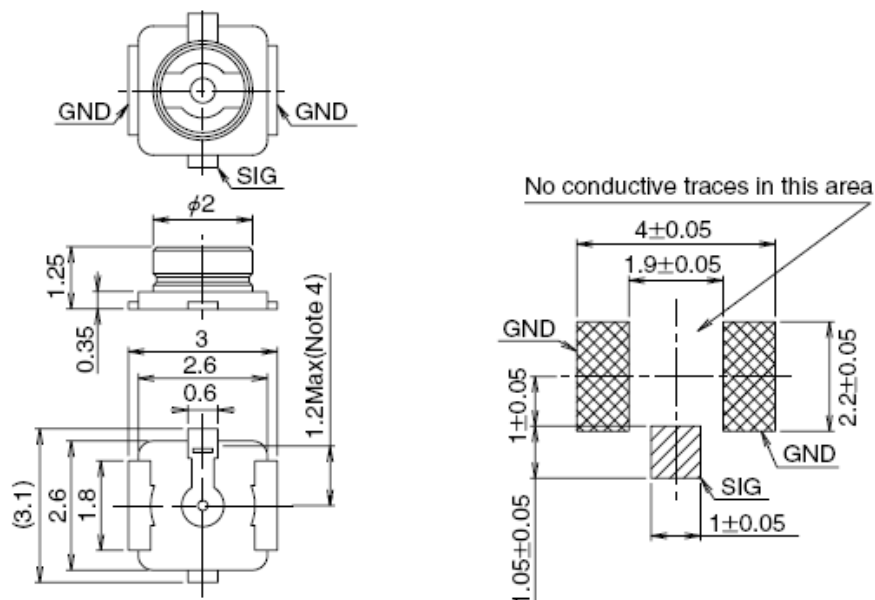 GND
GND
SIG
ϕ2
1.25
0.35
3
2.6
0.6
1.2Max(Note 4)
(3.1)
2.6
1.8
No conductive traces in this area
4±0.05
1.9±0.05
GND
1±0.05
2.2±0.05
GND
SIG
1±0.05
1.05±0.05